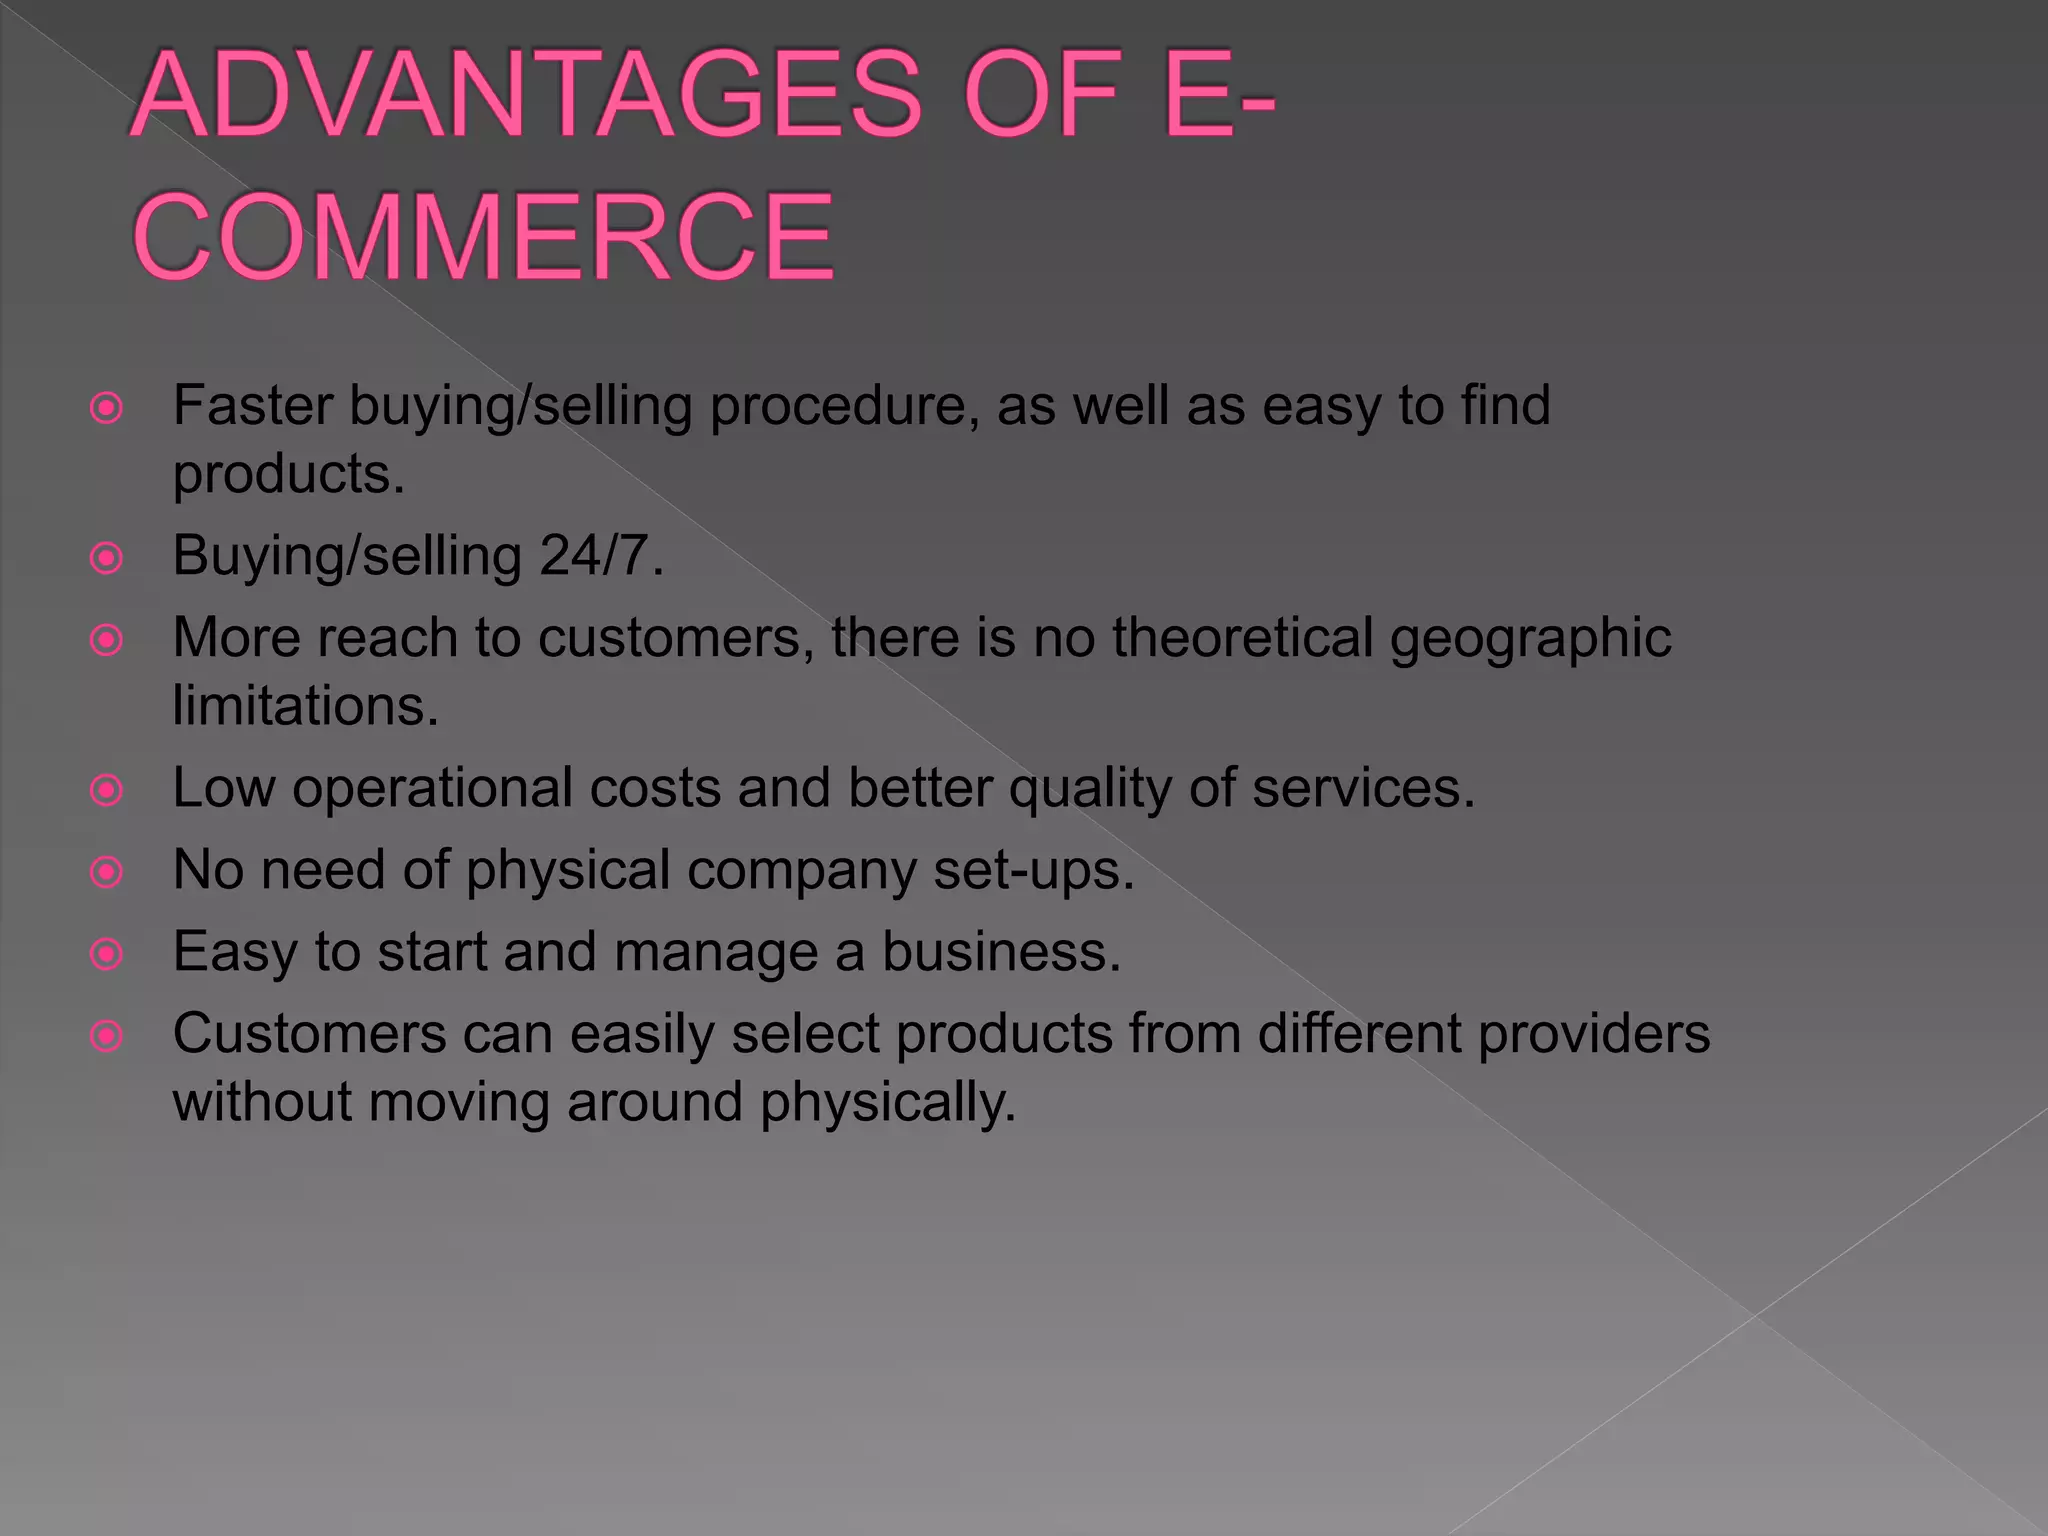 ADVANTAGES OF E-
COMMERCE
Faster buying/selling procedure, as well as easy to find
products.
Buying/selling 24/7.
More reach to customers, there is no theoretical geographic
limitations.
Low operational costs and better quality of services.
No need of physical company set-ups.
Easy to start and manage a business.
Customers can easily select products from different providers
without moving around physically.